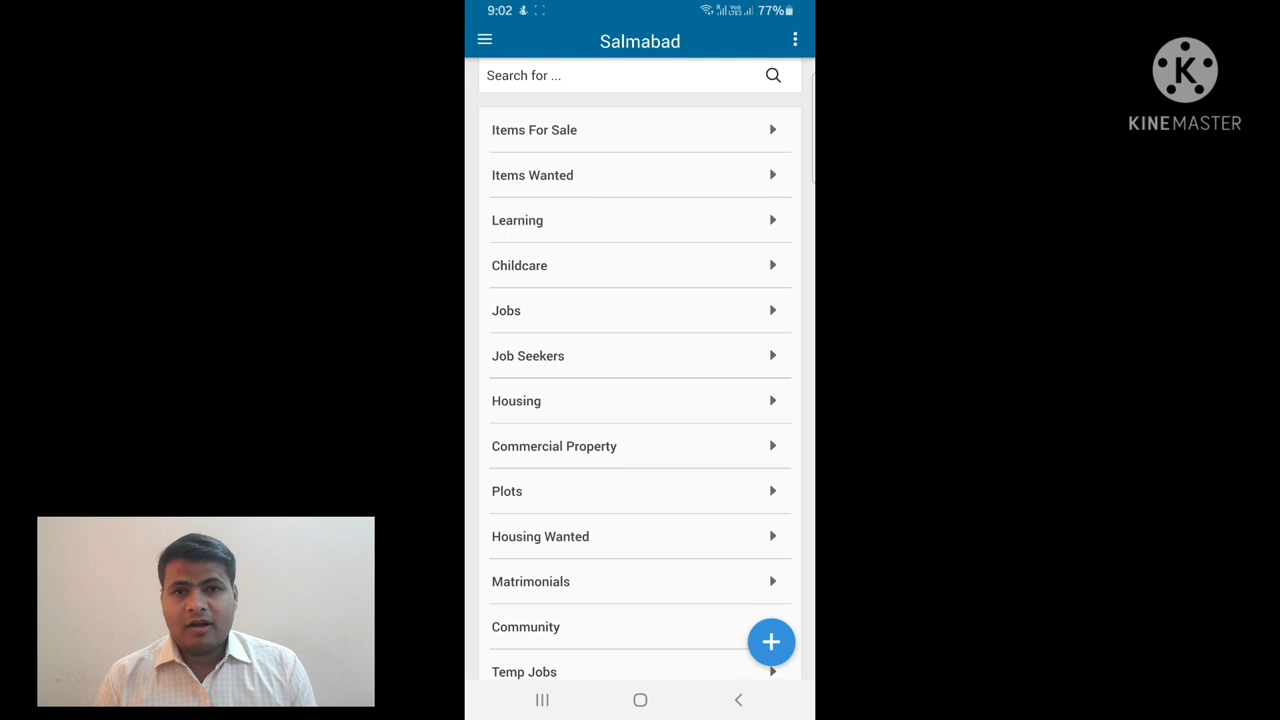 9:02
77%
Salmabad
Search for ...
Items For Sale
Items Wanted
Learning
Childcare
Jobs
Job Seekers
Housing
Commercial Property
Plots
Housing Wanted
Matrimonials
Community
Temp Jobs
K
KINEMASTER